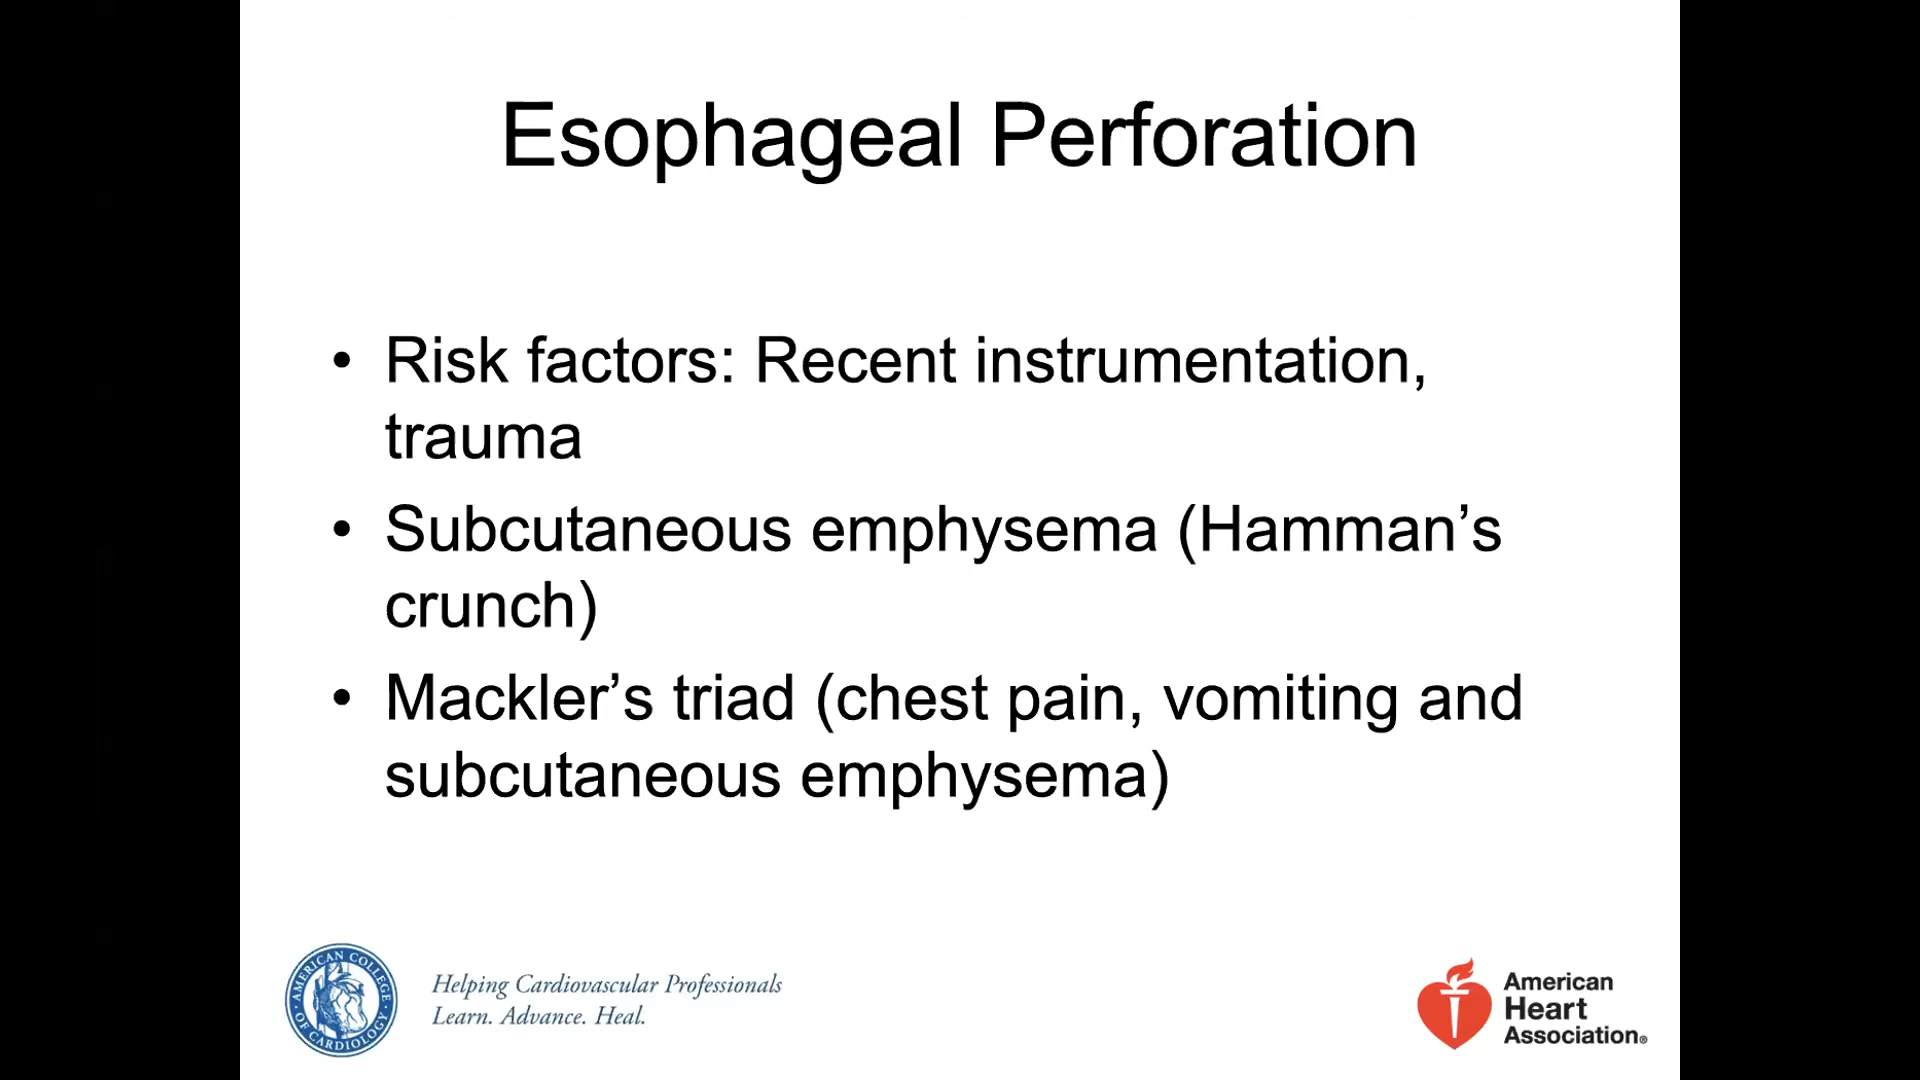 Esophageal Perforation
• Risk factors: Recent instrumentation,
trauma
• Subcutaneous emphysema (Hamman’s
crunch)
• Mackler’s triad (chest pain, vomiting and
subcutaneous emphysema)
AMERICAN COLLEGE OF CARDIOLOGY
Helping Cardiovascular Professionals
Learn. Advance. Heal.
American
Heart
Association®